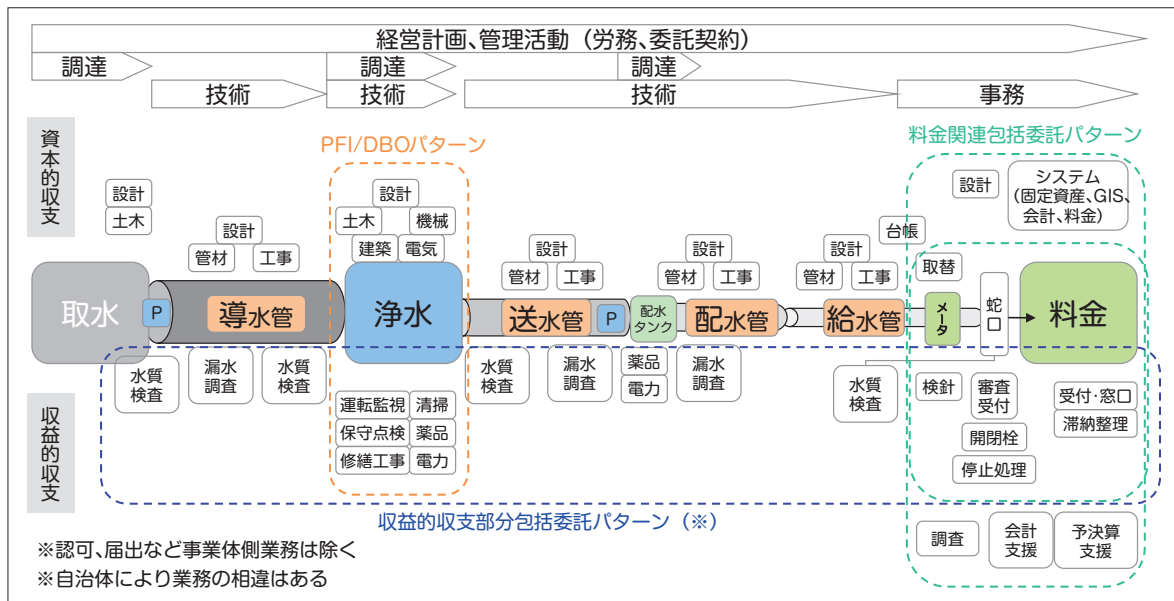 経営計画、管理活動（労務、委託契約）
調達
調達
調達
技術
技術
技術
事務
資本的収支
PFI/DBOパターン
料金関連包括委託パターン
設計
土木
設計
管材
工事
設計
土木
機械
建築
電気
設計
管材
工事
設計
管材
工事
設計
管材
工事
台帳
設計
システム
(固定資産、GIS、
会計、料金)
取替
取水
P
導水管
浄水
送水管
P
配水
タンク
配水管
給水管
メータ
蛇口
料金
収益的収支
水質
検査
漏水
調査
水質
検査
運転監視
清掃
保守点検
薬品
修繕工事
電力
水質
検査
漏水
調査
薬品
電力
漏水
調査
水質
検査
検針
審査
受付
開閉栓
停止処理
受付・窓口
滞納整理
収益的収支部分包括委託パターン（※）
調査
会計
支援
予決算
支援
※認可、届出など事業体側業務は除く
※自治体により業務の相違はある